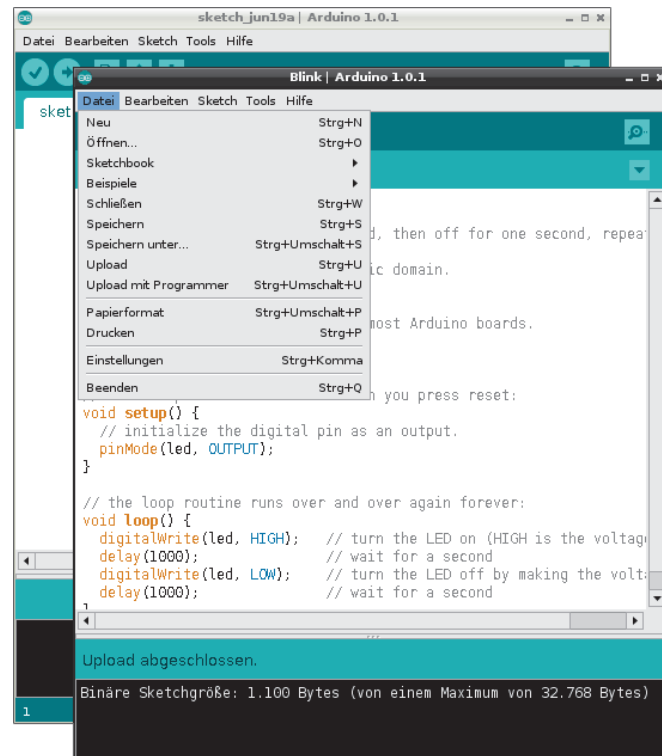 sketch_jun19a | Arduino 1.0.1
Datei Bearbeiten Sketch Tools Hilfe
sket
Blink | Arduino 1.0.1
Datei Bearbeiten Sketch Tools Hilfe
Neu Strg+N
Öffnen... Strg+O
Sketchbook
Beispiele
Schließen Strg+W
Speichern Strg+S
Speichern unter... Strg+Umschalt+S
Upload Strg+U
Upload mit Programmer Strg+Umschalt+U
Papierformat Strg+Umschalt+P
Drucken Strg+P
Einstellungen Strg+Komma
Beenden Strg+Q
, then off for one second, repea
ic domain.
most Arduino boards.
n you press reset:
void setup() {
// initialize the digital pin as an output.
pinMode(led, OUTPUT);
}
// the loop routine runs over and over again forever:
void loop() {
digitalWrite(led, HIGH); // turn the LED on (HIGH is the voltag
delay(1000); // wait for a second
digitalWrite(led, LOW); // turn the LED off by making the volt
delay(1000); // wait for a second
Upload abgeschlossen.
Binäre Sketchgröße: 1.100 Bytes (von einem Maximum von 32.768 Bytes)
1